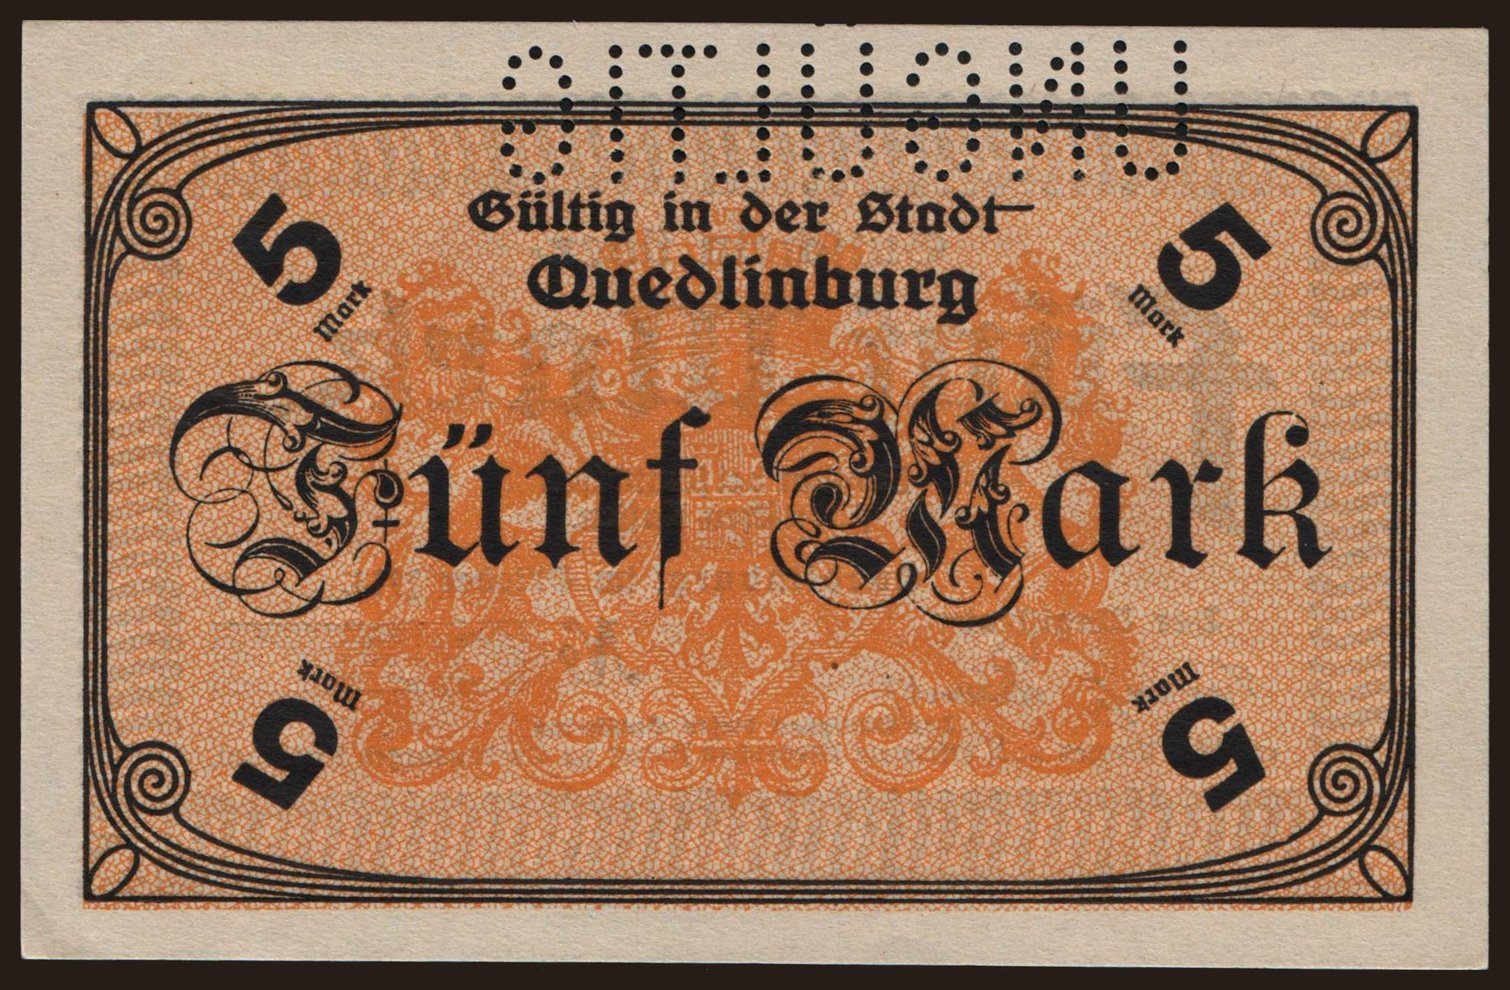 UNGÜLTIG
Gültig in der Stadt
Quedlinburg
5 Mark
5 Mark
Fünf Mark
5 Mark
5 Mark